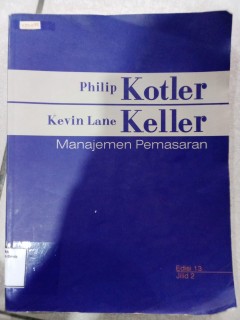 Philip Kotler
Kevin Lane Keller
Manajemen Pemasaran
Edisi 13
Jilid 2